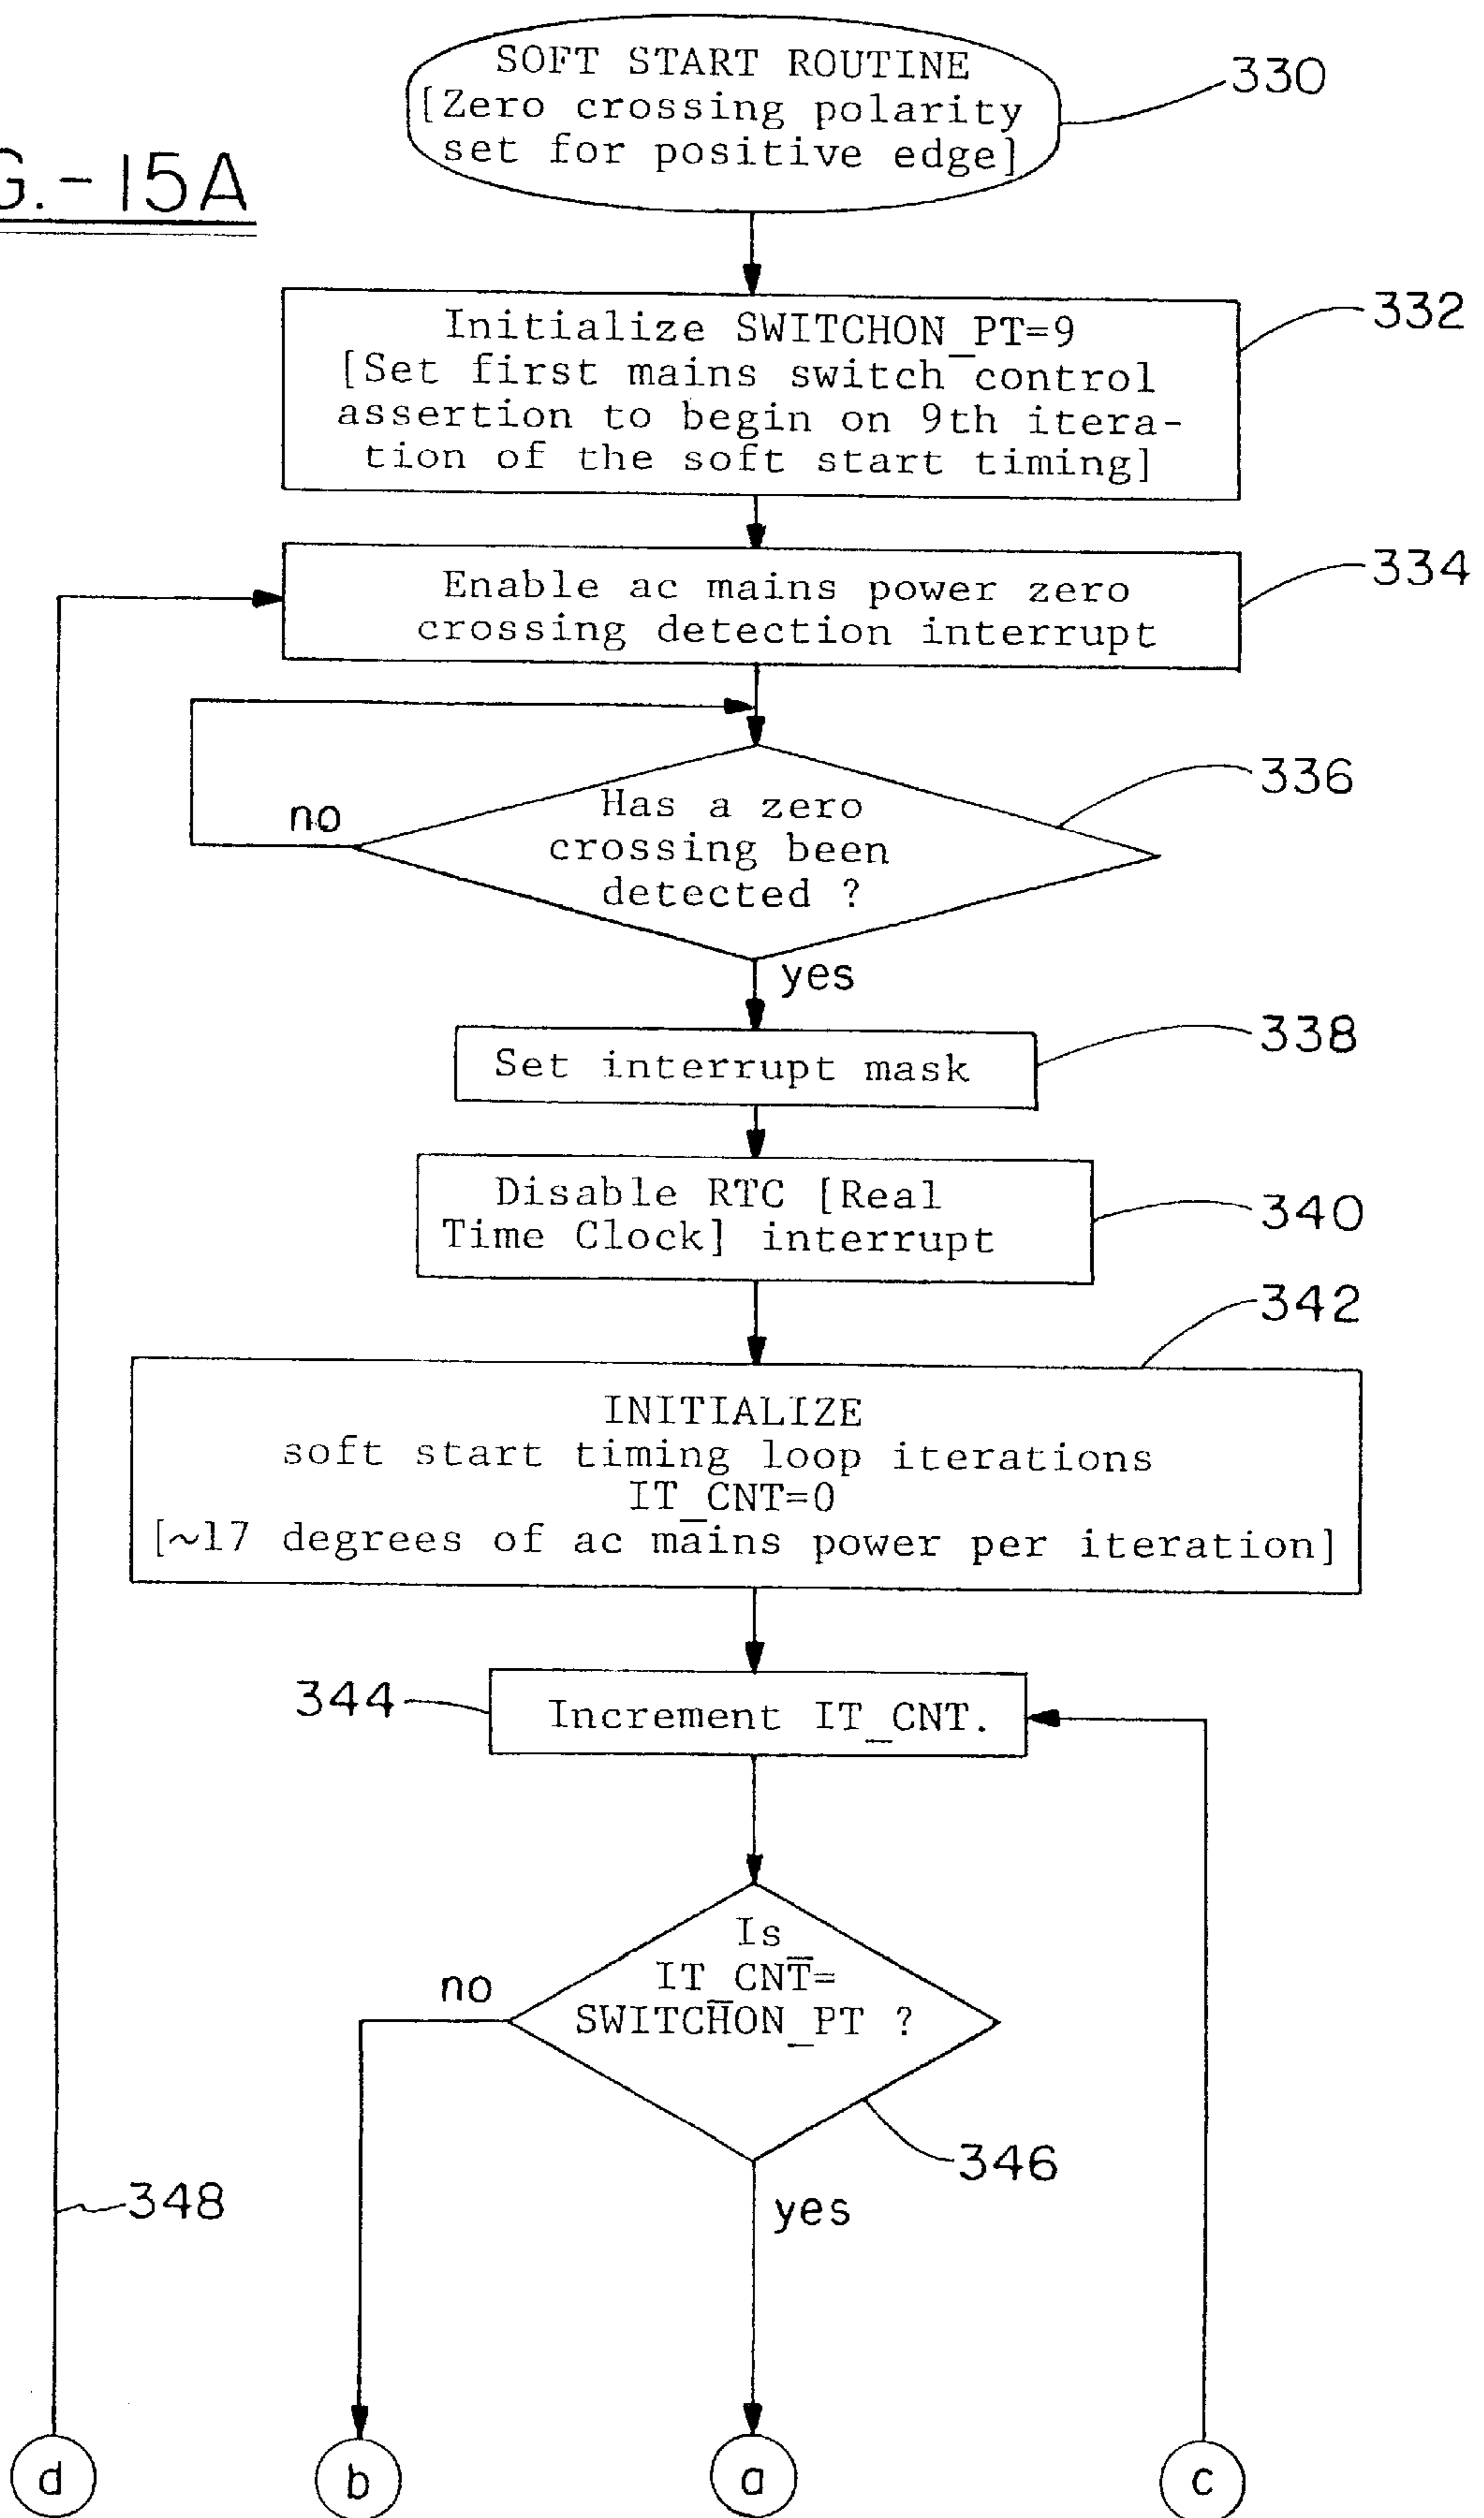 SOFT START ROUTINE
[Zero crossing polarity
set for positive edge]
330
G.-15A
Initialize SWITCHON_PT=9
[Set first mains switch control
assertion to begin on 9th itera-
tion of the soft start timing]
332
Enable ac mains power zero
crossing detection interrupt
334
Has a zero
crossing been
detected ?
336
no
yes
Set interrupt mask
338
Disable RTC [Real
Time Clock] interrupt
340
342
INITIALIZE
soft start timing loop iterations
IT_CNT=0
[~17 degrees of ac mains power per iteration]
344
Increment IT_CNT.
Is
IT_CNT=
SWITCHON_PT ?
no
346
348
yes
d
b
a
c